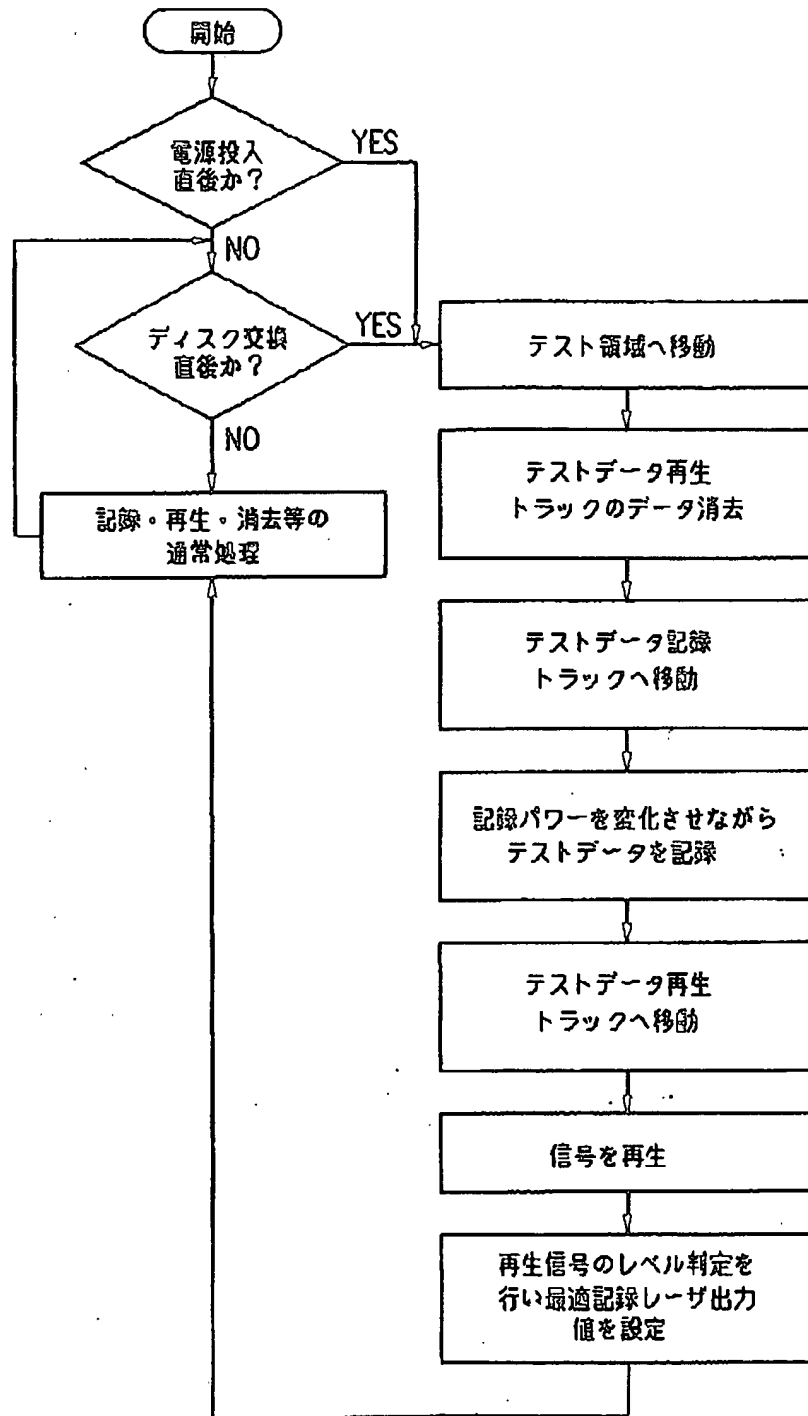 開始
電源投入
直後か?
YES
NO
ディスク交換
直後か?
YES
NO
記録・再生・消去等の
通常処理
テスト領域へ移動
テストデータ再生
トラックのデータ消去
テストデータ記録
トラックへ移動
記録パワーを変化させながら
テストデータを記録
テストデータ再生
トラックへ移動
信号を再生
再生信号のレベル判定を
行い最適記録レーザ出力
値を設定